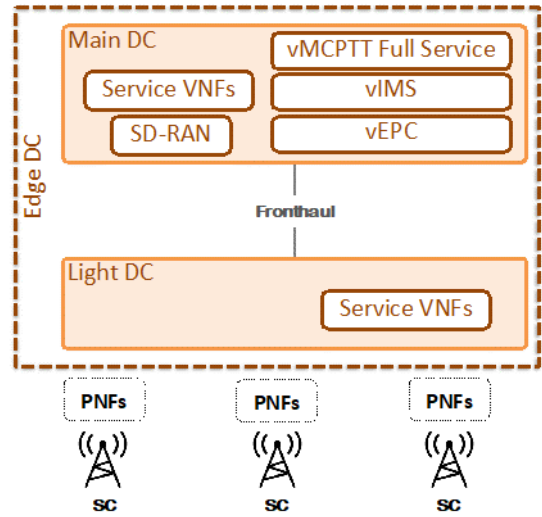 Main DC
vMCPTT Full Service
Service VNFs
vIMS
SD-RAN
vEPC
Edge DC
Fronthaul
Light DC
Service VNFs
PNFs
PNFs
PNFs
SC
SC
SC